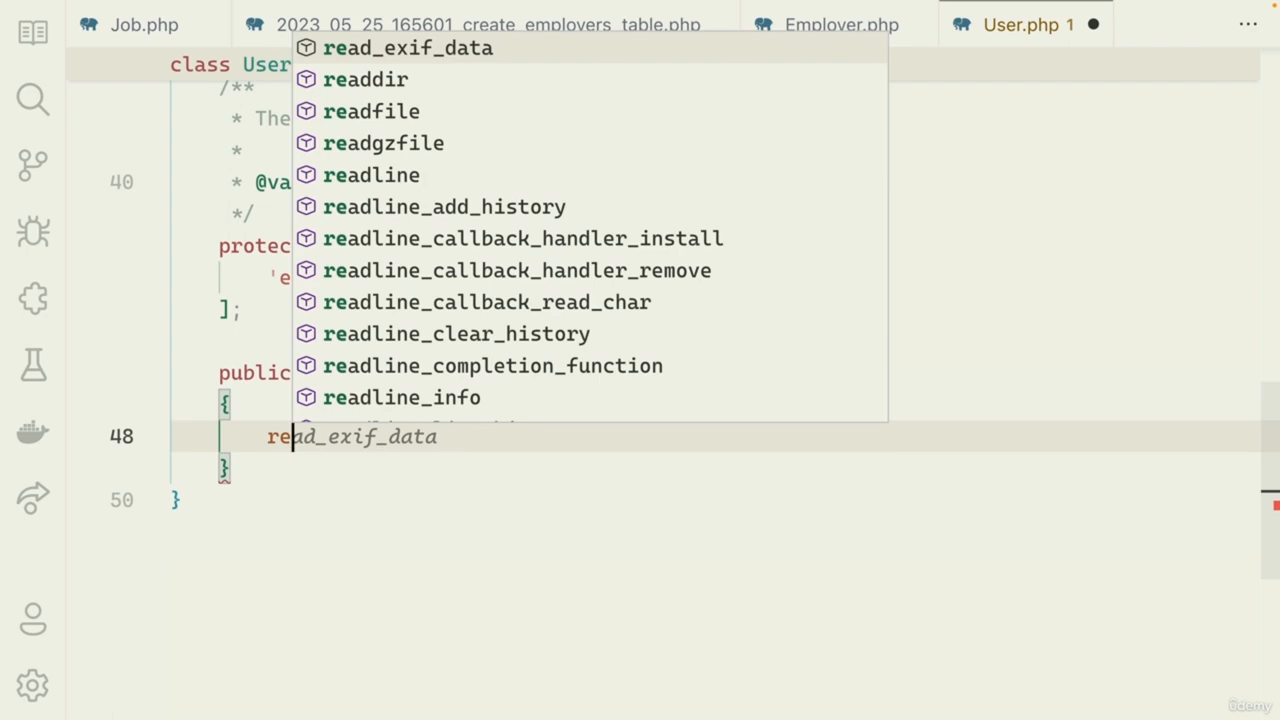 Job.php
2023_05_25_165601_create_employers_table.php
Employer.php
User.php 1
class User
/**
* The
*
40 * @va
*/
protec
'e
];
public
{
48 read_exif_data
}
50 }
read_exif_data
readdir
readfile
readgzfile
readline
readline_add_history
readline_callback_handler_install
readline_callback_handler_remove
readline_callback_read_char
readline_clear_history
readline_completion_function
readline_info
ûdemy